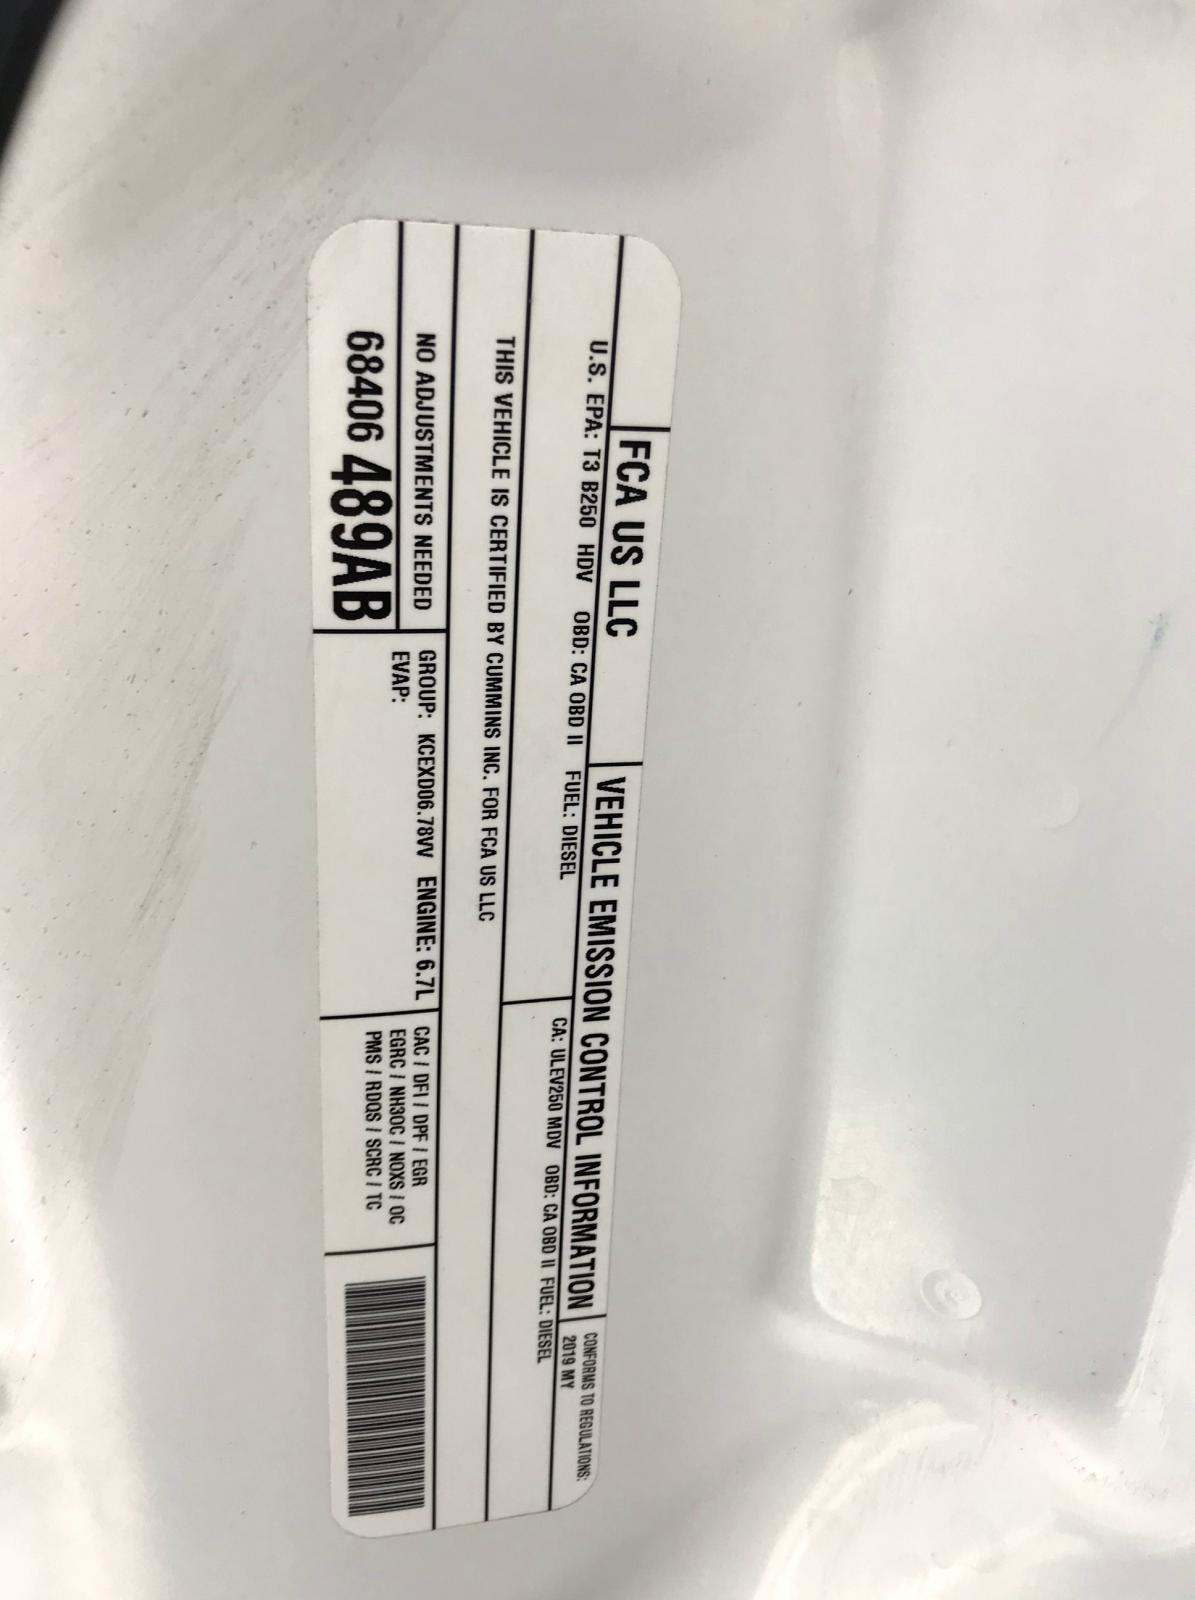 FCA US LLC
VEHICLE EMISSION CONTROL INFORMATION
CONFORMS TO REGULATIONS:
2019 MY
U.S. EPA: T3 B250 HDV OBD: CA OBD II FUEL: DIESEL
CA: ULEV250 MDV OBD: CA OBD II FUEL: DIESEL
THIS VEHICLE IS CERTIFIED BY CUMMINS INC. FOR FCA US LLC
NO ADJUSTMENTS NEEDED
68406 489AB
GROUP: KCEXD06.78VV ENGINE: 6.7L
EVAP:
CAC / DFI / DPF / EGR
EGRC / NH3OC / NOXS / OC
PMS / RDQS / SCRC / TC